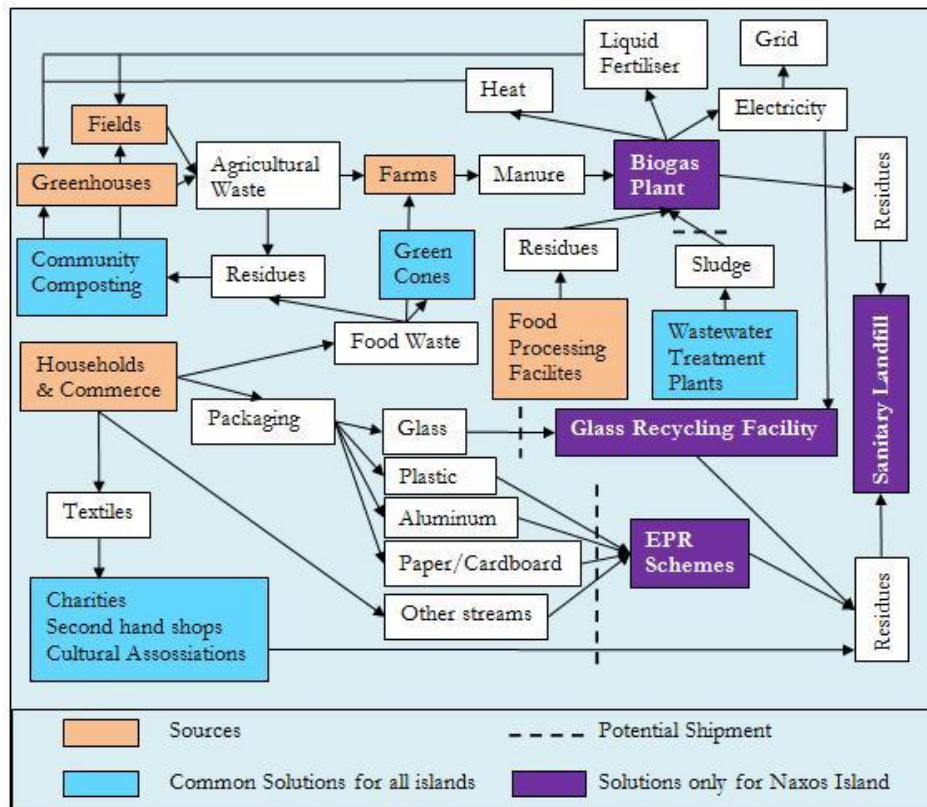 Liquid
Fertiliser
Grid
Heat
Electricity
Fields
Agricultural
Waste
Farms
Manure
Biogas
Plant
Residues
Greenhouses
Community
Composting
Residues
Green
Cones
Residues
Sludge
Food Waste
Food
Processing
Facilites
Wastewater
Treatment
Plants
Sanitary Landfill
Households
& Commerce
Packaging
Glass
Glass Recycling Facility
Plastic
Textiles
Aluminum
EPR
Schemes
Paper/Cardboard
Other streams
Residues
Charities
Second hand shops
Cultural Assossiations
Sources
Potential Shipment
Common Solutions for all islands
Solutions only for Naxos Island